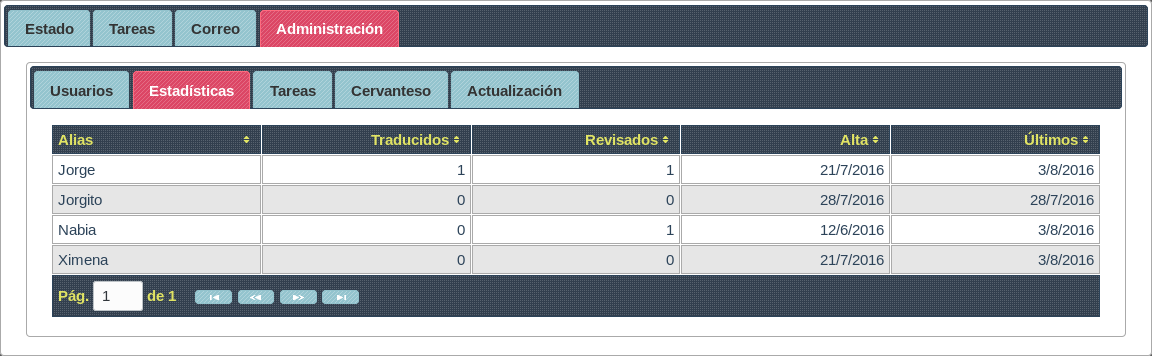 Estado Tareas Correo Administración
Usuarios Estadísticas Tareas Cervanteso Actualización
Alias Traducidos Revisados Alta Últimos
Jorge 1 1 21/7/2016 3/8/2016
Jorgito 0 0 28/7/2016 28/7/2016
Nabia 0 1 12/6/2016 3/8/2016
Ximena 0 0 21/7/2016 3/8/2016
Pág. 1 de 1